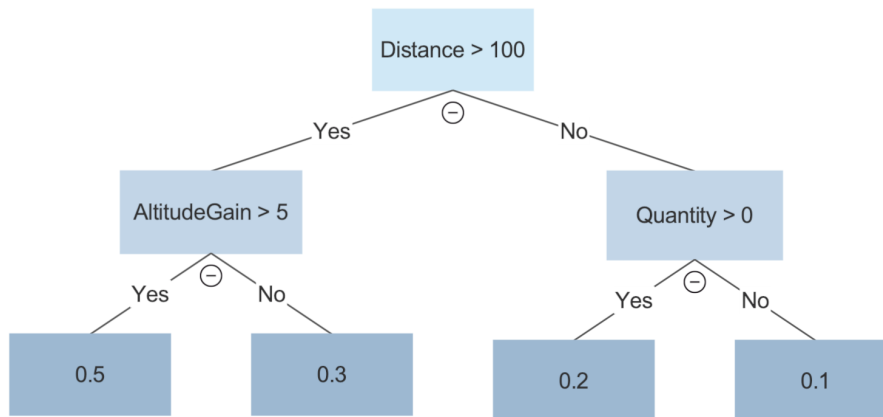 Distance > 100
Yes
No
AltitudeGain > 5
Quantity > 0
Yes
No
Yes
No
0.5
0.3
0.2
0.1